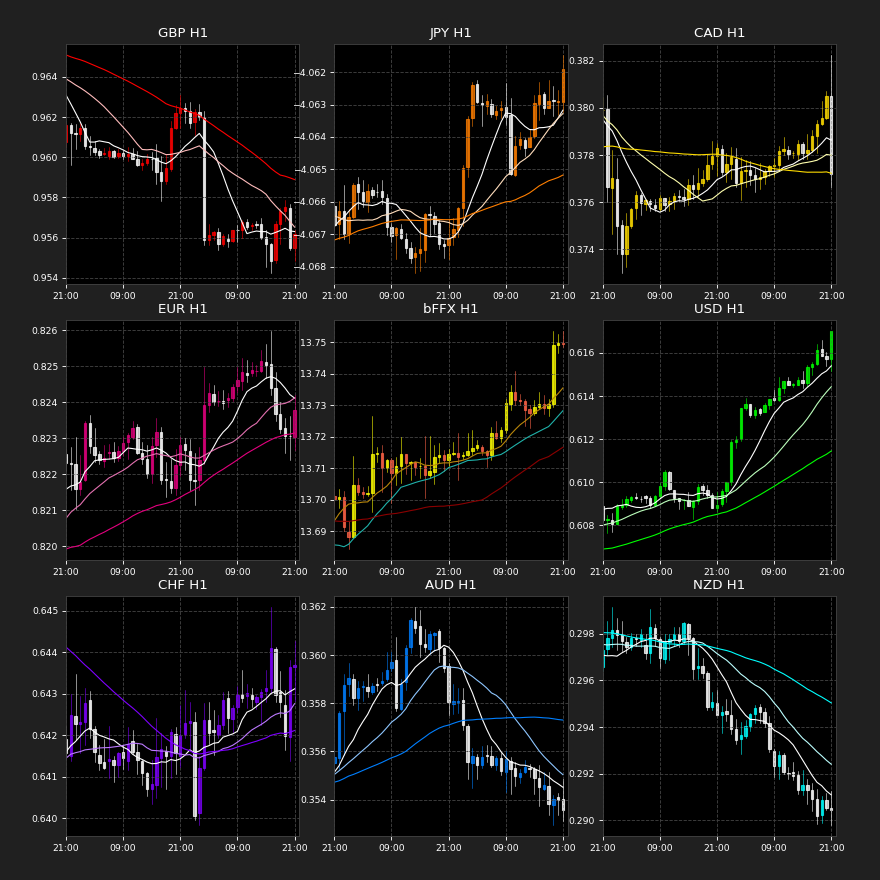 GBP H1 JPY H1 CAD H1
0.964 0.962 0.960 0.958 0.956 0.954
-4.062 -4.063 -4.064 -4.065 -4.066 -4.067 -4.068
0.382 0.380 0.378 0.376 0.374
21:00 09:00 21:00 09:00 21:00 21:00 09:00 21:00 09:00 21:00 21:00 09:00 21:00 09:00 21:00
EUR H1 bFFX H1 USD H1
0.826 0.825 0.824 0.823 0.822 0.821 0.820
13.75 13.74 13.73 13.72 13.71 13.70 13.69
0.616 0.614 0.612 0.610 0.608
21:00 09:00 21:00 09:00 21:00 21:00 09:00 21:00 09:00 21:00 21:00 09:00 21:00 09:00 21:00
CHF H1 AUD H1 NZD H1
0.645 0.644 0.643 0.642 0.641 0.640
0.362 0.360 0.358 0.356 0.354
0.298 0.296 0.294 0.292 0.290
21:00 09:00 21:00 09:00 21:00 21:00 09:00 21:00 09:00 21:00 21:00 09:00 21:00 09:00 21:00